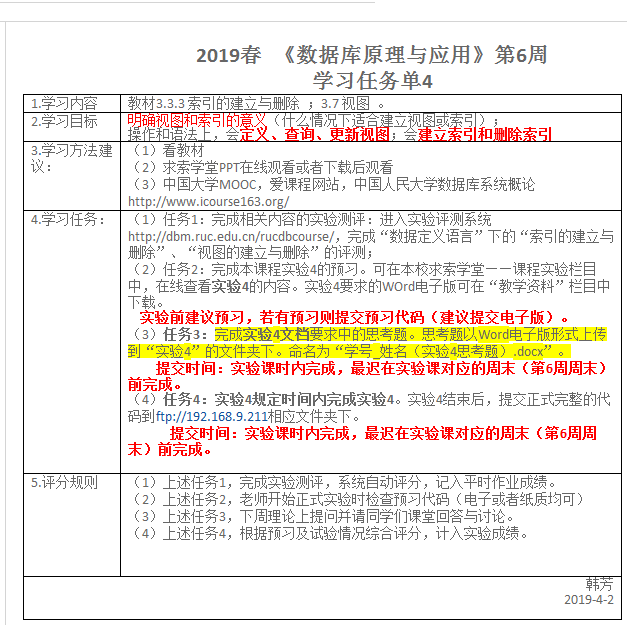 2019春 《数据库原理与应用》第6周
学习任务单4
1.学习内容
教材3.3.3 索引的建立与删除 ；3.7 视图 。
2.学习目标
明确视图和索引的意义（什么情况下适合建立视图或索引）；
操作和语法上，会定义、查询、更新视图；会建立索引和删除索引
3.学习方法建
议：
（1）看教材
（2）求索学堂PPT在线观看或者下载后观看
（3）中国大学MOOC，爱课程网站，中国人民大学数据库系统概论
http://www.icourse163.org/
4.学习任务：
（1）任务1：完成相关内容的实验测评：进入实验评测系统
http://dbm.ruc.edu.cn/rucdbcourse/，完成“数据定义语言”下的“索引的建立与
删除”、“视图的建立与删除”的评测；
（2）任务2：完成本课程实验4的预习。可在本校求索学堂——课程实验栏目
中，在线查看实验4的内容。实验4要求的WOrd电子版可在“教学资料”栏目中
下载。
实验前建议预习，若有预习则提交预习代码（建议提交电子版）。
（3）任务3：完成实验4文档要求中的思考题。思考题以Word电子版形式上传
到“实验4”的文件夹下。命名为“学号_姓名（实验4思考题）.docx”。
提交时间：实验课时内完成，最迟在实验课对应的周末（第6周周末）
前完成。
（4）任务4：实验4规定时间内完成实验4。实验4结束后，提交正式完整的代
码到ftp://192.168.9.211相应文件夹下。
提交时间：实验课时内完成，最迟在实验课对应的周末（第6周周
末）前完成。
5.评分规则
（1）上述任务1，完成实验测评，系统自动评分，记入平时作业成绩。
（2）上述任务2，老师开始正式实验时检查预习代码（电子或者纸质均可）
（3）上述任务3，下周理论上提问并请同学们课堂回答与讨论。
（4）上述任务4，根据预习及试验情况综合评分，计入实验成绩。
韩芳
2019-4-2